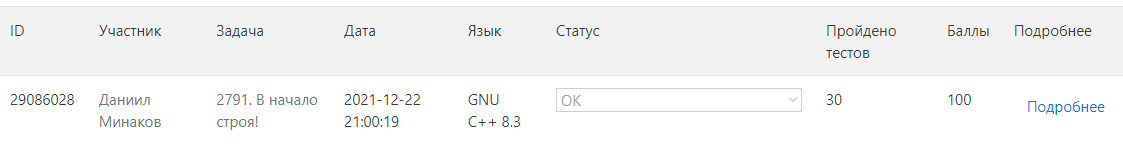 ID Участник Задача Дата Язык Статус Пройдено тестов Баллы Подробнее
29086028 Даниил Минаков 2791. В начало строя! 2021-12-22 21:00:19 GNU C++ 8.3 OK 30 100 Подробнее